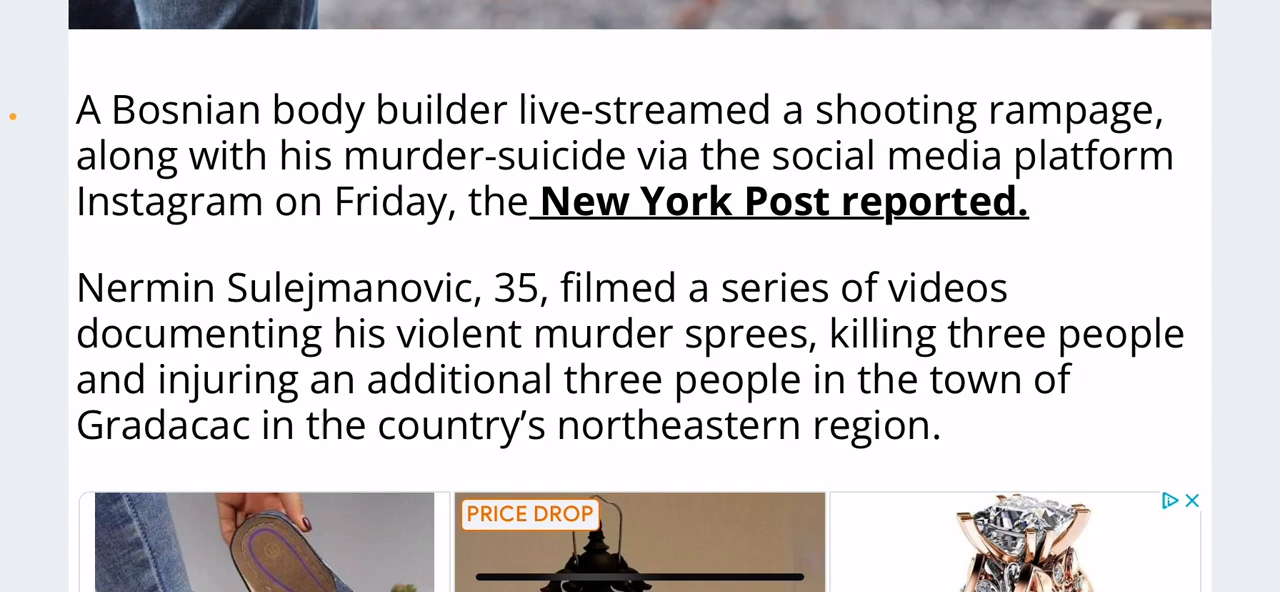 A Bosnian body builder live-streamed a shooting rampage,
along with his murder-suicide via the social media platform
Instagram on Friday, the New York Post reported.
Nermin Sulejmanovic, 35, filmed a series of videos
documenting his violent murder sprees, killing three people
and injuring an additional three people in the town of
Gradacac in the country’s northeastern region.
PRICE DROP